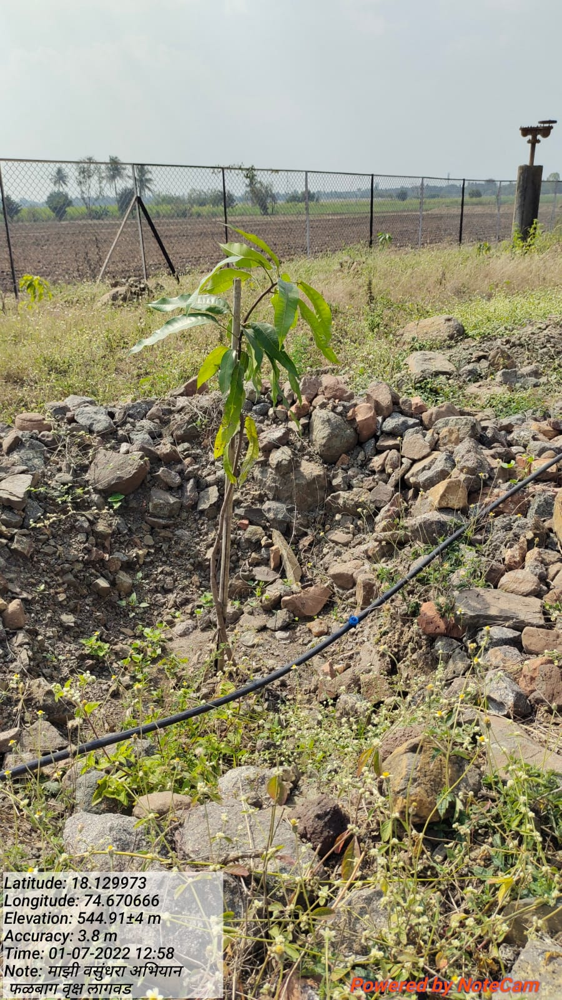 Latitude: 18.129973
Longitude: 74.670666
Elevation: 544.91±4 m
Accuracy: 3.8 m
Time: 01-07-2022 12:58
Note: माझी वसुंधरा अभियान
फळबाग वृक्ष लागवड
Powered by NoteCam